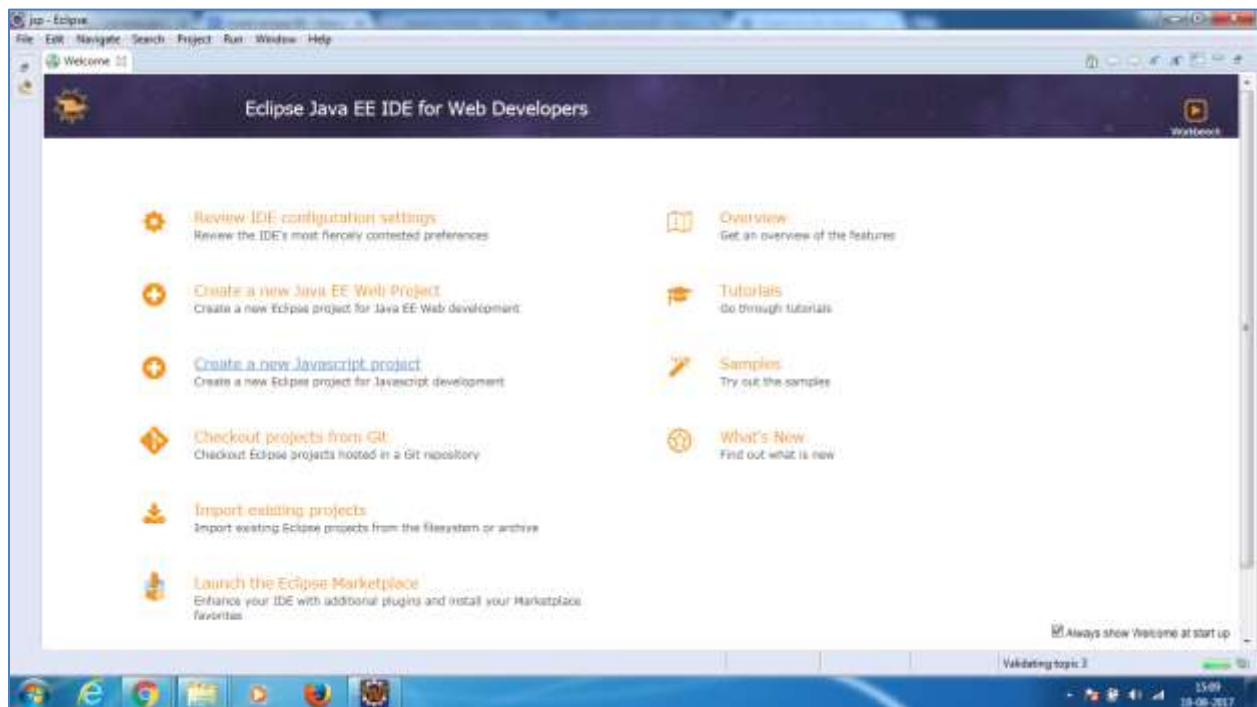 jsp - Eclipse
File Edit Navigate Search Project Run Window Help
Welcome
Eclipse Java EE IDE for Web Developers
Workbench
Review IDE configuration settings
Review the IDE's most fiercely contested preferences
Overview
Get an overview of the features
Create a new Java EE Web Project
Create a new Eclipse project for Java EE Web development
Tutorials
Go through tutorials
Create a new Javascript project
Create a new Eclipse project for Javascript development
Samples
Try out the samples
Checkout projects from Git
Checkout Eclipse projects hosted in a Git repository
What's New
Find out what is new
Import existing projects
Import existing Eclipse projects from the filesystem or archive
Launch the Eclipse Marketplace
Enhance your IDE with additional plugins and install your Marketplace
favorites
Always show Welcome at start up
Validating topic 3
15:09
18-08-2017